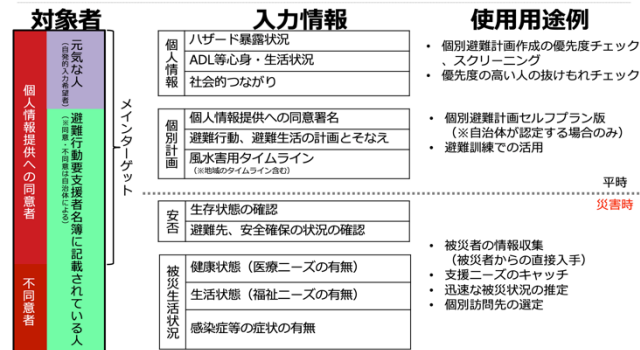 対象者
入力情報
使用用途例
個人情報提供への同意者
不同意者
元気な人
（自発的入力希望者）
避難行動要支援者名簿に記載されている人
（※同意・不同意は自治体による）
メインターゲット
個人情報
ハザード暴露状況
ADL等心身・生活状況
社会的つながり
個別計画
個人情報提供への同意署名
避難行動、避難生活の計画とそなえ
風水害用タイムライン
（※地域のタイムライン含む）
安否
生存状態の確認
避難先、安全確保の状況の確認
被災生活状況
健康状態（医療ニーズの有無）
生活状態（福祉ニーズの有無）
感染症等の症状の有無
• 個別避難計画作成の優先度チェック
、スクリーニング
• 優先度の高い人の抜けもれチェック
• 個別避難計画セルフプラン版
（※自治体が認定する場合のみ）
• 避難訓練での活用
平時
災害時
• 被災者の情報収集
（被災者からの直接入手）
• 支援ニーズのキャッチ
• 迅速な被災状況の推定
• 個別訪問先の選定